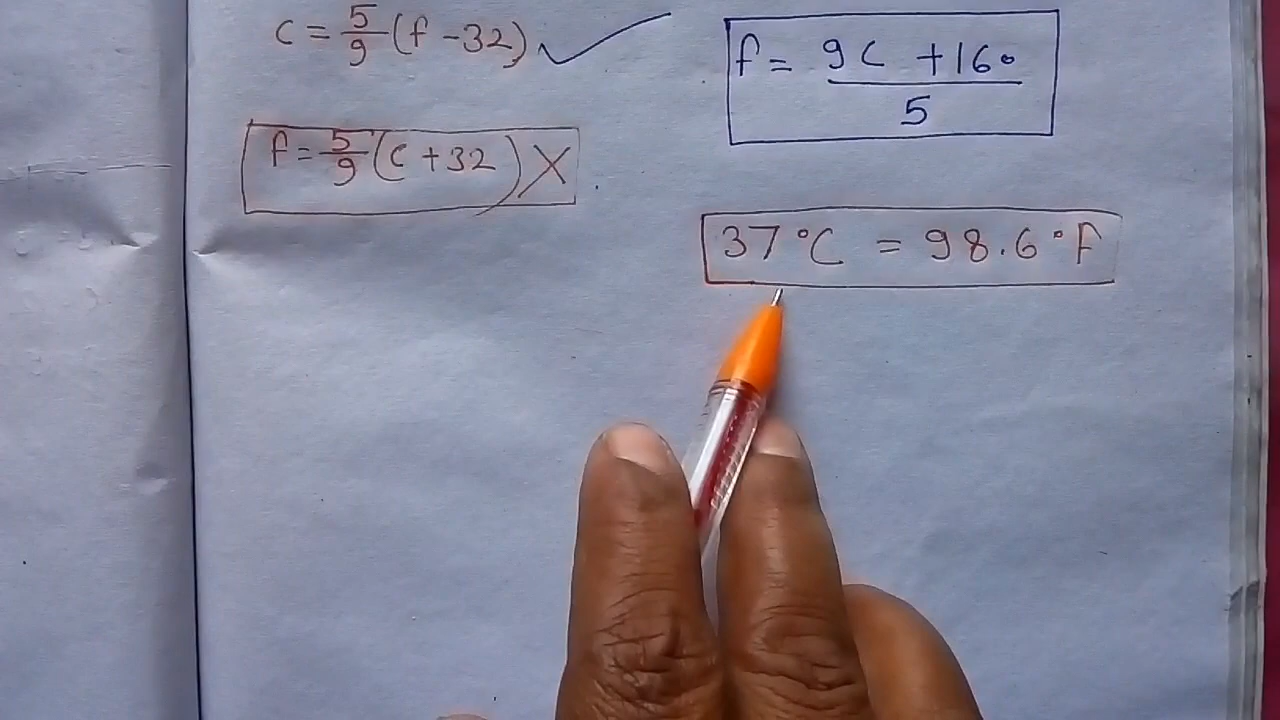 C = 5/9 (f - 32) ✓
f = 5/9 (C + 32) X
f = 9C + 160 / 5
37°C = 98.6°F